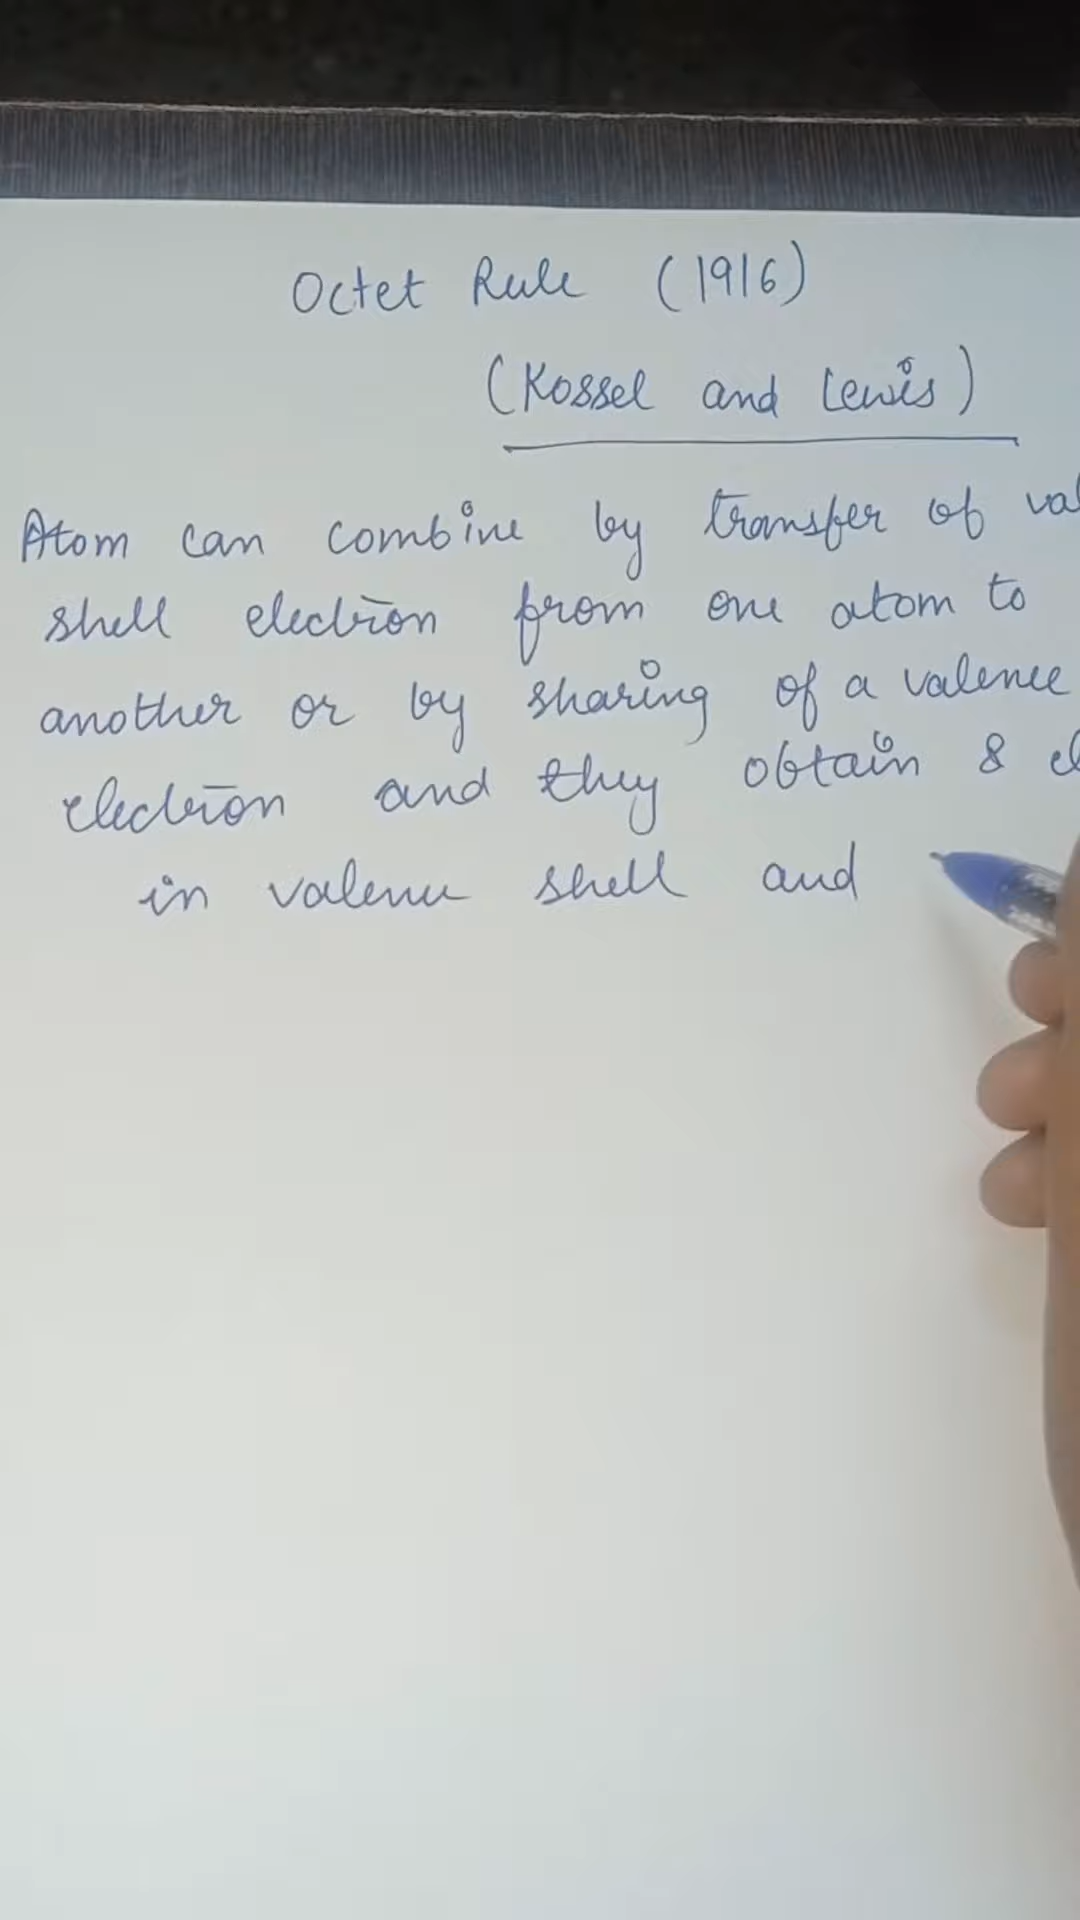 Octet Rule (1916)
(Kossel and Lewis)
Atom can combine by transfer of
shell electron from one atom to
another or by sharing of a valence
electron and they obtain 8
in valence shell and